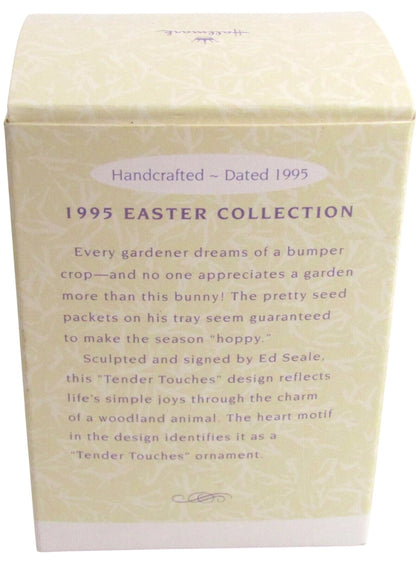 Hallmark
Handcrafted ~ Dated 1995
1995 EASTER COLLECTION
Every gardener dreams of a bumper
crop—and no one appreciates a garden
more than this bunny! The pretty seed
packets on his tray seem guaranteed
to make the season "hoppy."
Sculpted and signed by Ed Seale,
this "Tender Touches" design reflects
life's simple joys through the charm
of a woodland animal. The heart motif
in the design identifies it as a
"Tender Touches" ornament.